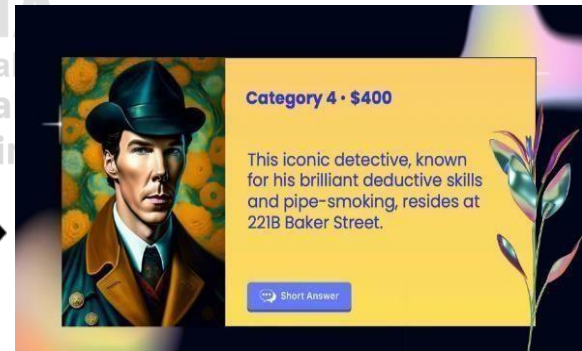 Category 4 • $400
This iconic detective, known
for his brilliant deductive skills
and pipe-smoking, resides at
221B Baker Street.
Short Answer